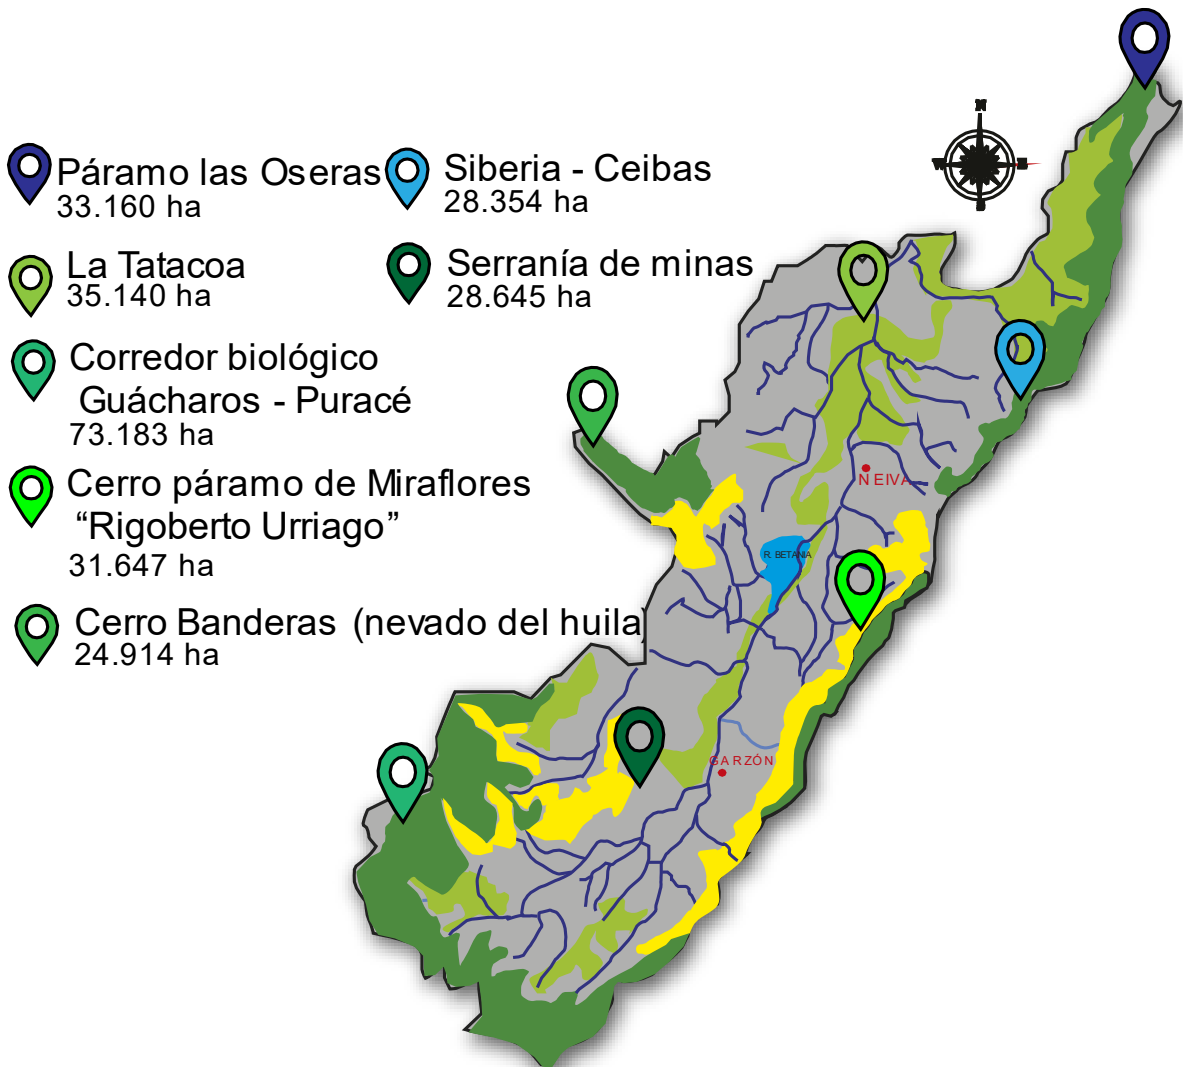 Páramo las Oseras
33.160 ha
Siberia - Ceibas
28.354 ha
La Tatacoa
35.140 ha
Serranía de minas
28.645 ha
Corredor biológico
Guácharos - Puracé
73.183 ha
Cerro páramo de Miraflores
“Rigoberto Urriago”
31.647 ha
Cerro Banderas (nevado del huila)
24.914 ha
N
W
E
S
NEIVA
R. BETANIA
GARZÓN